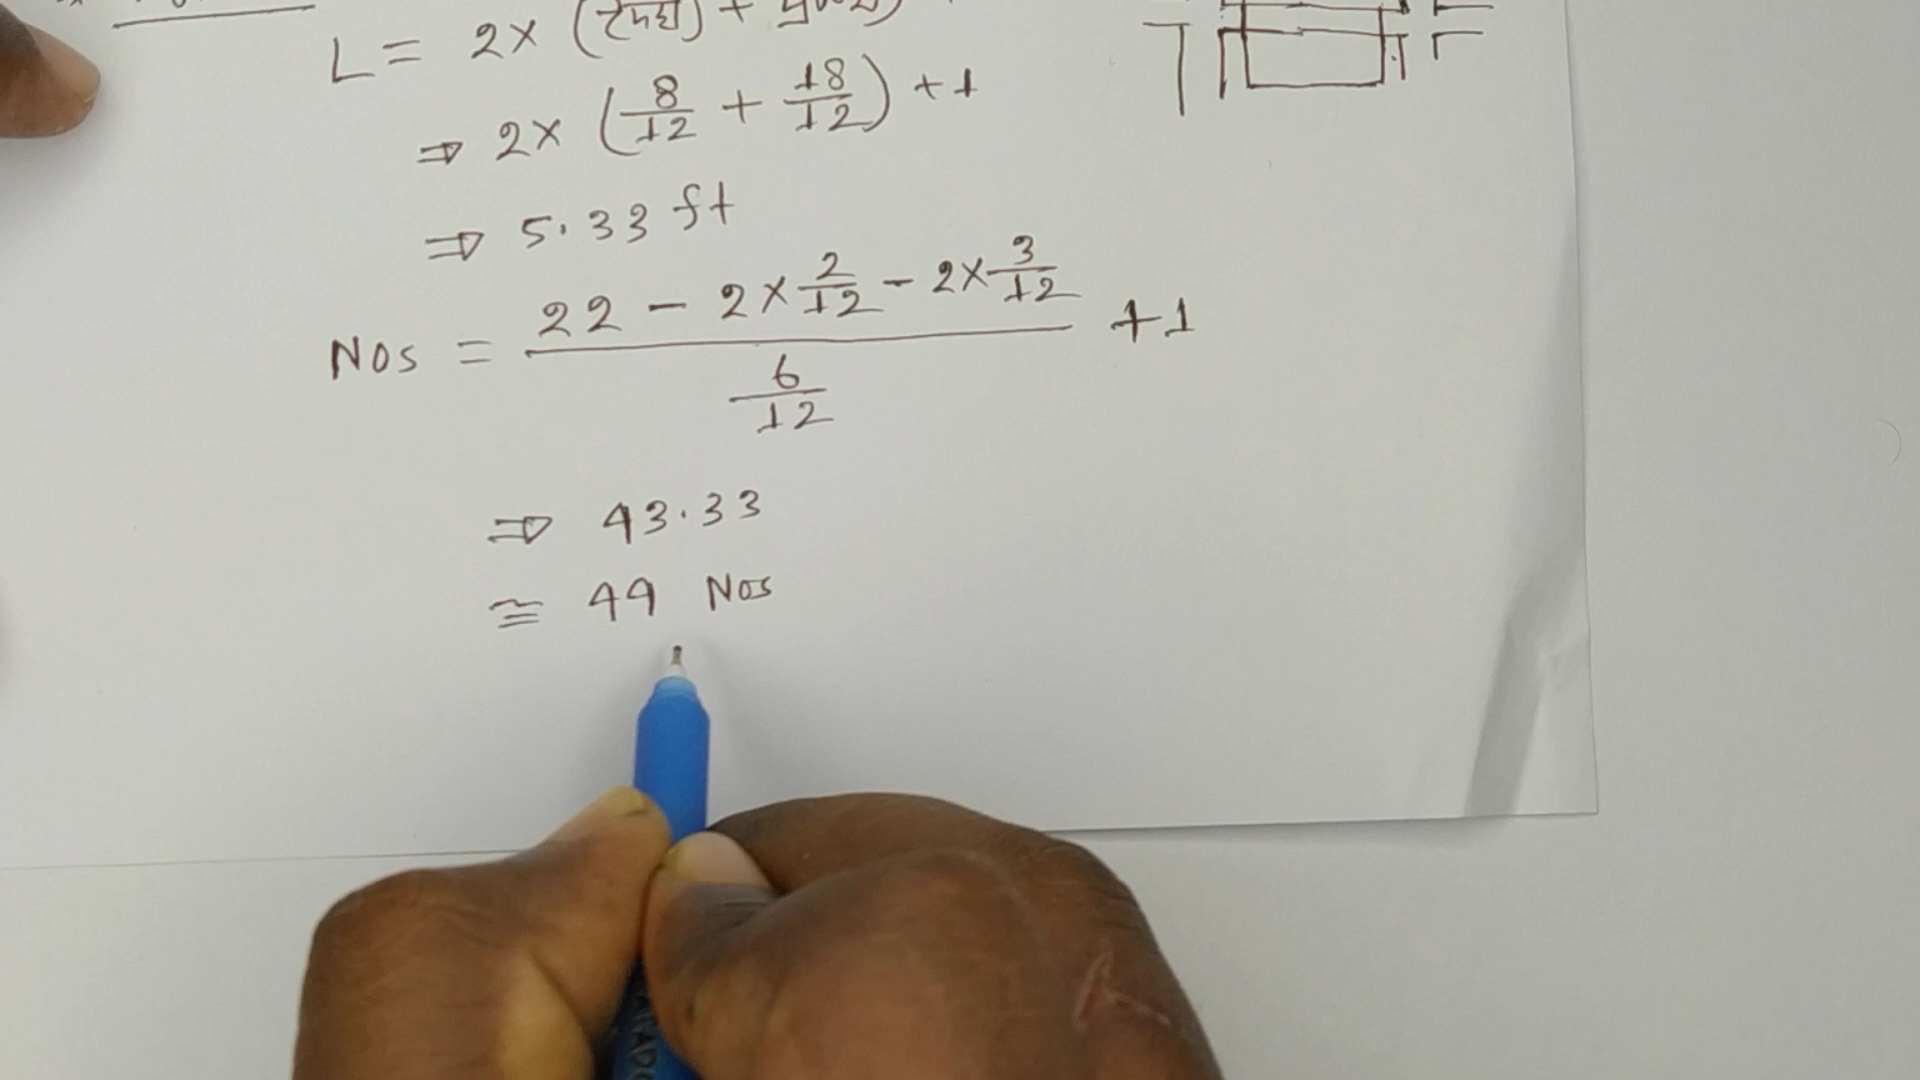 L = 2 × ( + ) +
⇒ 2 × (8/12 + 18/12) + 1
⇒ 5.33 ft
Nos = (22 - 2 × 2/12 - 2 × 3/12) / (6/12) + 1
⇒ 43.33
≅ 44 Nos